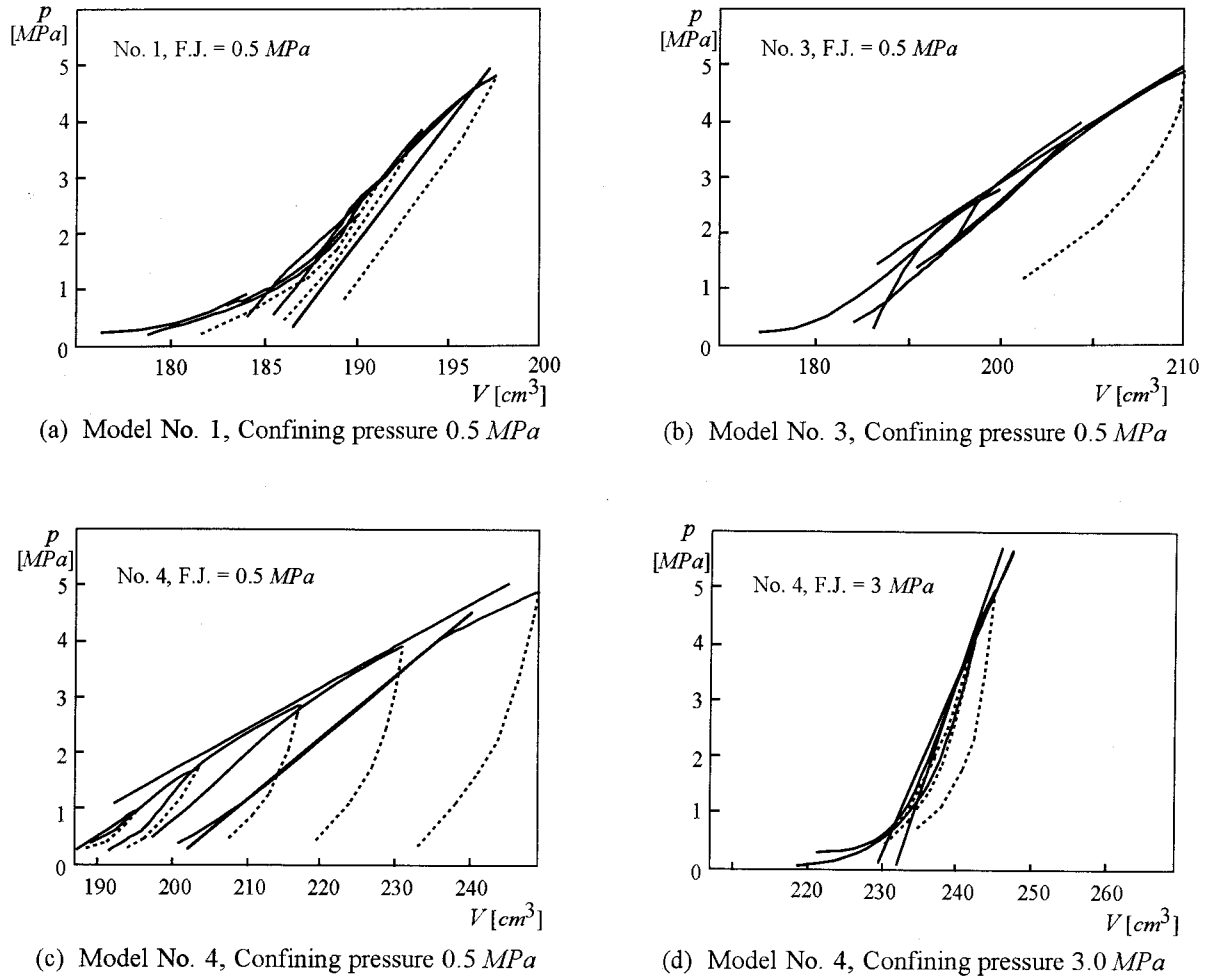 p
[MPa]
No. 1, F.J. = 0.5 MPa
5
4
3
2
1
0
180 185 190 195 200
V [cm³]
(a) Model No. 1, Confining pressure 0.5 MPa
p
[MPa]
No. 3, F.J. = 0.5 MPa
5
4
3
2
1
0
180 200 210
V [cm³]
(b) Model No. 3, Confining pressure 0.5 MPa
p
[MPa]
No. 4, F.J. = 0.5 MPa
5
4
3
2
1
0
190 200 210 220 230 240
V [cm³]
(c) Model No. 4, Confining pressure 0.5 MPa
p
[MPa]
No. 4, F.J. = 3 MPa
5
4
3
2
1
0
220 230 240 250 260
V [cm³]
(d) Model No. 4, Confining pressure 3.0 MPa